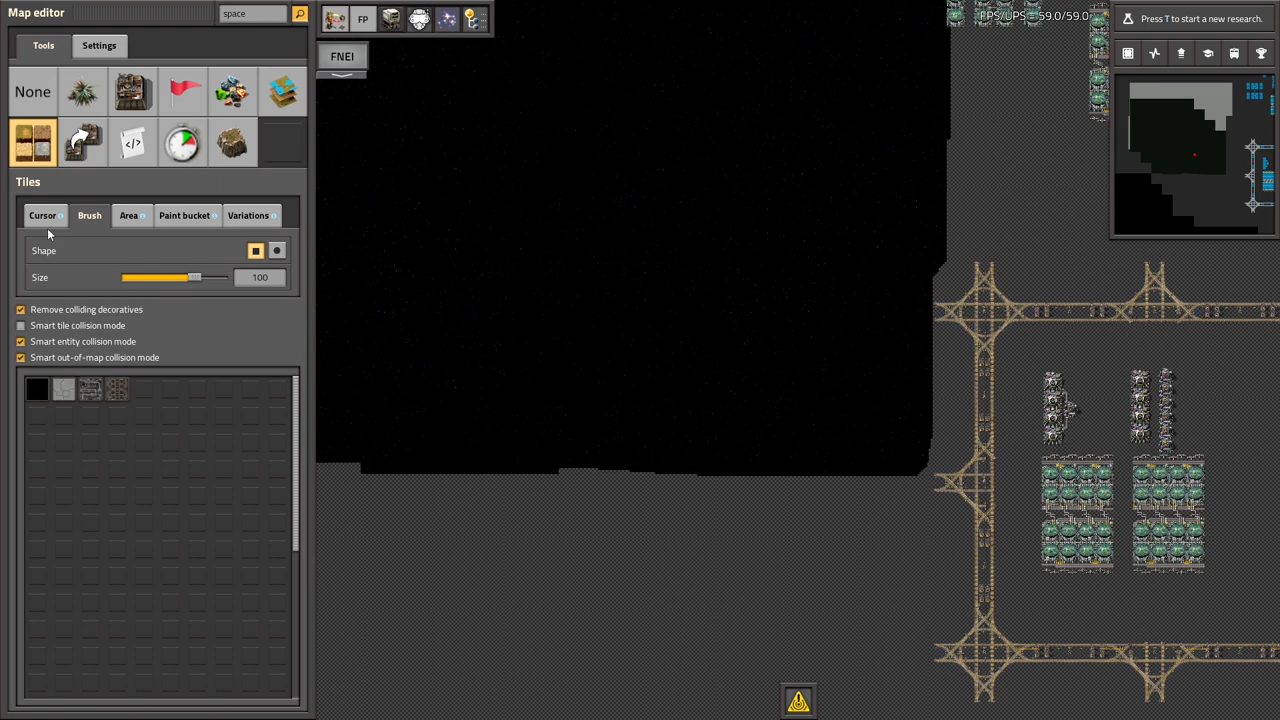 Map editor
space
Tools
Settings
None
</>
Tiles
Cursor
Brush
Area
Paint bucket
Variations
Shape
Size
100
Remove colliding decoratives
Smart tile collision mode
Smart entity collision mode
Smart out-of-map collision mode
FP
FNEI
FPS/UPS = 59.0/59.0
Press T to start a new research.